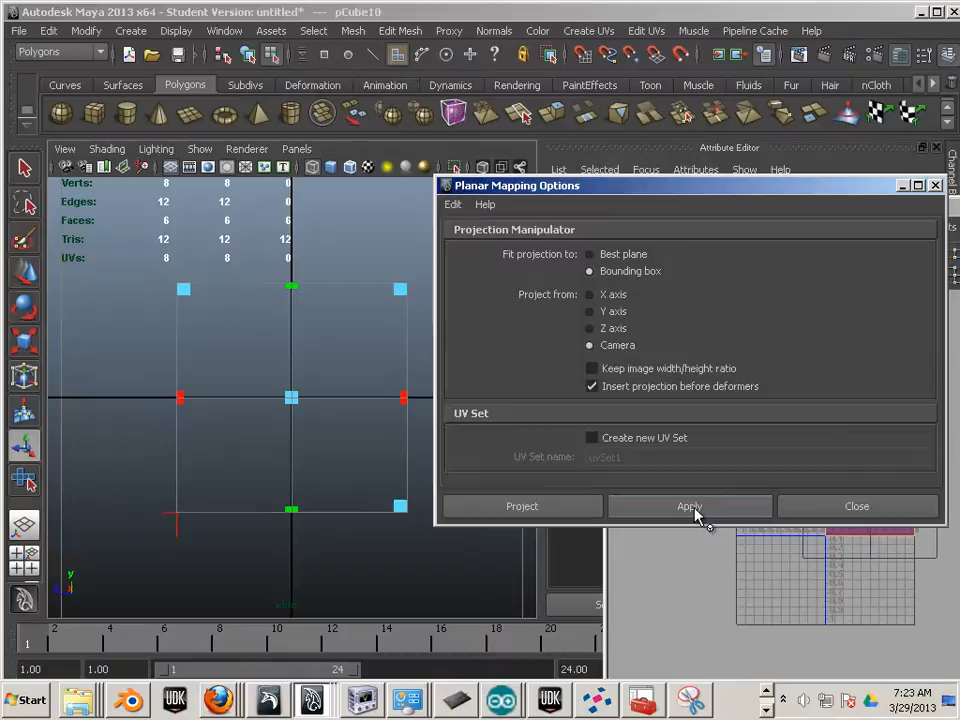 Autodesk Maya 2013 x64 - Student Version: untitled*  ---  pCube10
File Edit Modify Create Display Window Assets Select Mesh Edit Mesh Proxy Normals Color Create UVs Edit UVs Muscle Pipeline Cache Help
Polygons
Curves Surfaces Polygons Subdivs Deformation Animation Dynamics Rendering PaintEffects Toon Muscle Fluids Fur Hair nCloth
View Shading Lighting Show Renderer Panels
Attribute Editor
List Selected Focus Attributes Show Help
Verts: 8 8 0
Edges: 12 12 0
Faces: 6 6 6
Tris: 12 12 12
UVs: 8 8 0
Planar Mapping Options
Edit Help
Projection Manipulator
Fit projection to: Best plane
Bounding box
Project from: X axis
Y axis
Z axis
Camera
Keep image width/height ratio
Insert projection before deformers
UV Set
Create new UV Set
UV Set name: uvSet1
Project Apply Close
y
side
2 4 6 8 10 12 14 16 18 20
1
1.00 1.00 1 24 24.00
Start
UDK
UDK
7:23 AM
3/29/2013